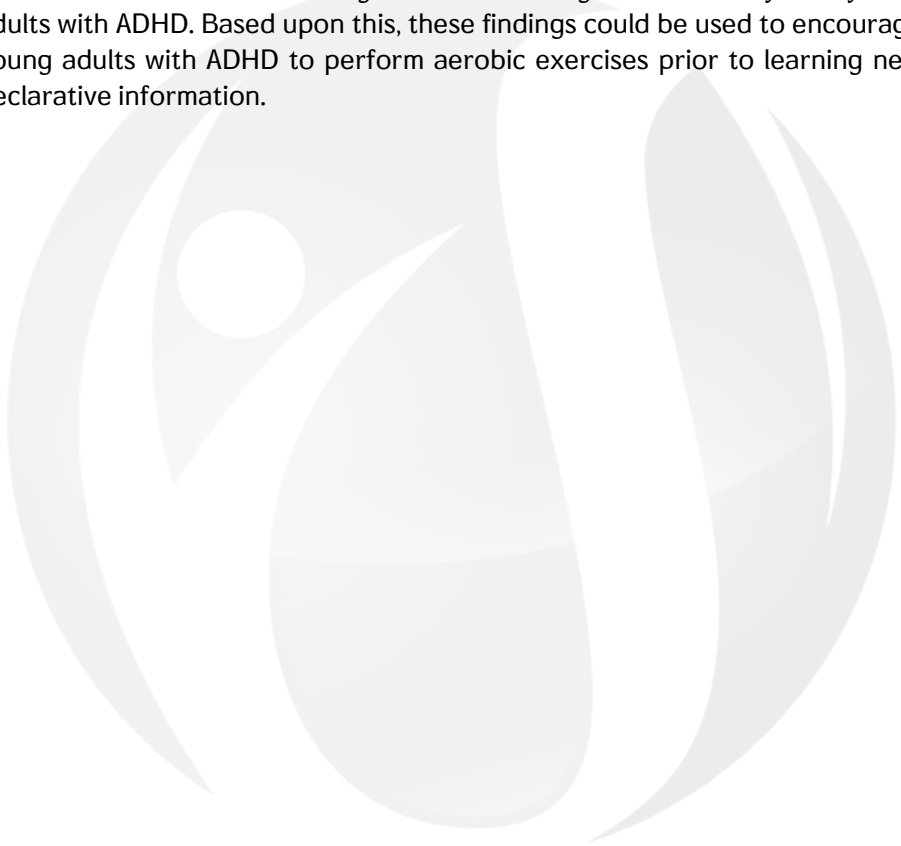 dults with ADHD. Based upon this, these findings could be used to encourag
oung adults with ADHD to perform aerobic exercises prior to learning ne
eclarative information.